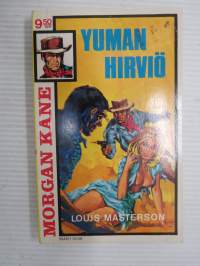 9.50
YUMAN
HIRVIÖ
MORGAN KANE
LOUIS MASTERSON